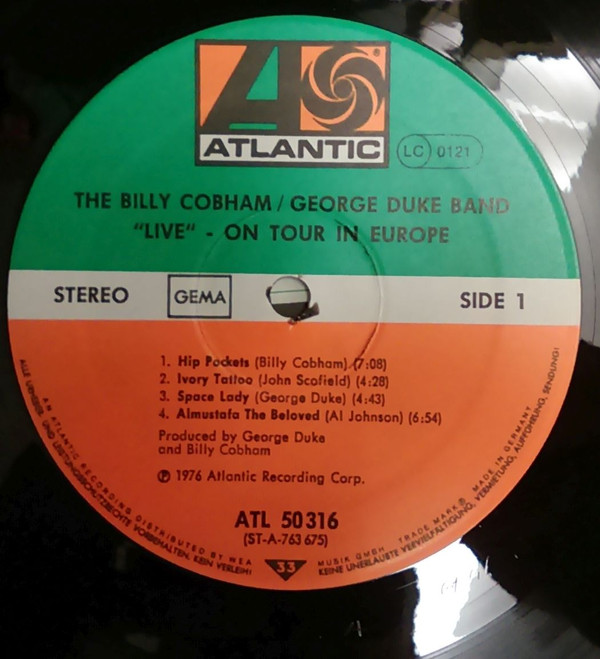 ATLANTIC
®
LC 0121
THE BILLY COBHAM / GEORGE DUKE BAND
"LIVE" - ON TOUR IN EUROPE
STEREO
GEMA
SIDE 1
1. Hip Pockets (Billy Cobham) (7:08)
2. Ivory Tattoo (John Scofield) (4:28)
3. Space Lady (George Duke) (4:43)
4. Almustafa The Beloved (Al Johnson) (6:54)
Produced by George Duke
and Billy Cobham
℗ 1976 Atlantic Recording Corp.
ATL 50 316
(ST-A-763 675)
33
AN ATLANTIC RECORDING DISTRIBUTED BY WEA MUSIK GMBH TRADE MARK® MADE IN GERMANY
ALLE URHEBER- UND LEISTUNGSSCHUTZRECHTE VORBEHALTEN. KEIN VERLEIH! KEINE UNERLAUBTE VERVIELFÄLTIGUNG, VERMIETUNG, AUFFÜHRUNG, SENDUNG!